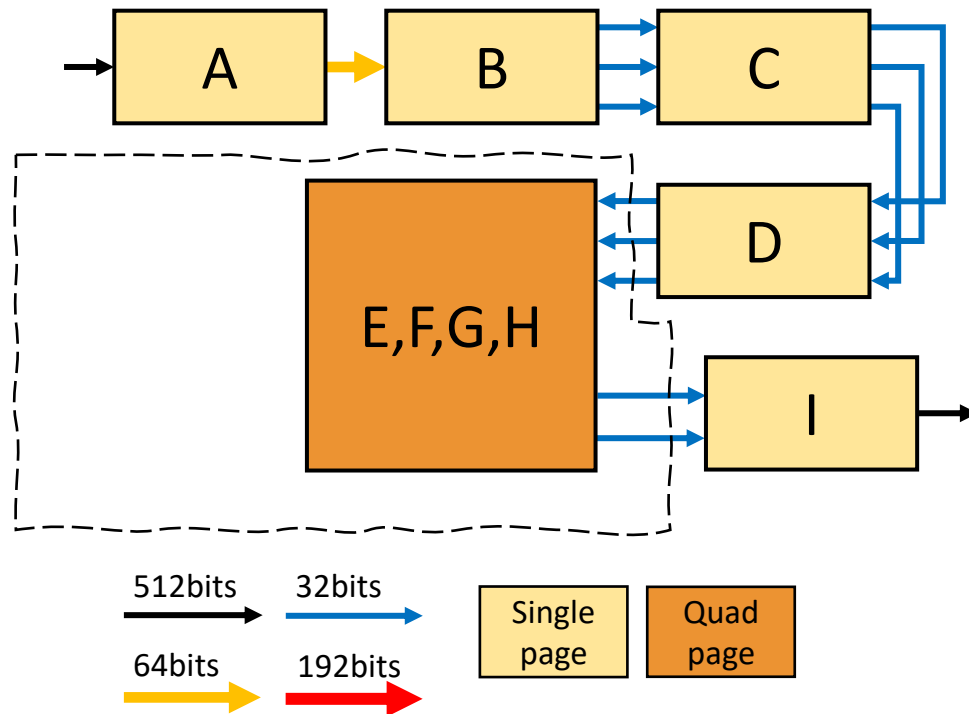 A
B
C
D
E,F,G,H
I
512bits
32bits
64bits
192bits
Single
page
Quad
page